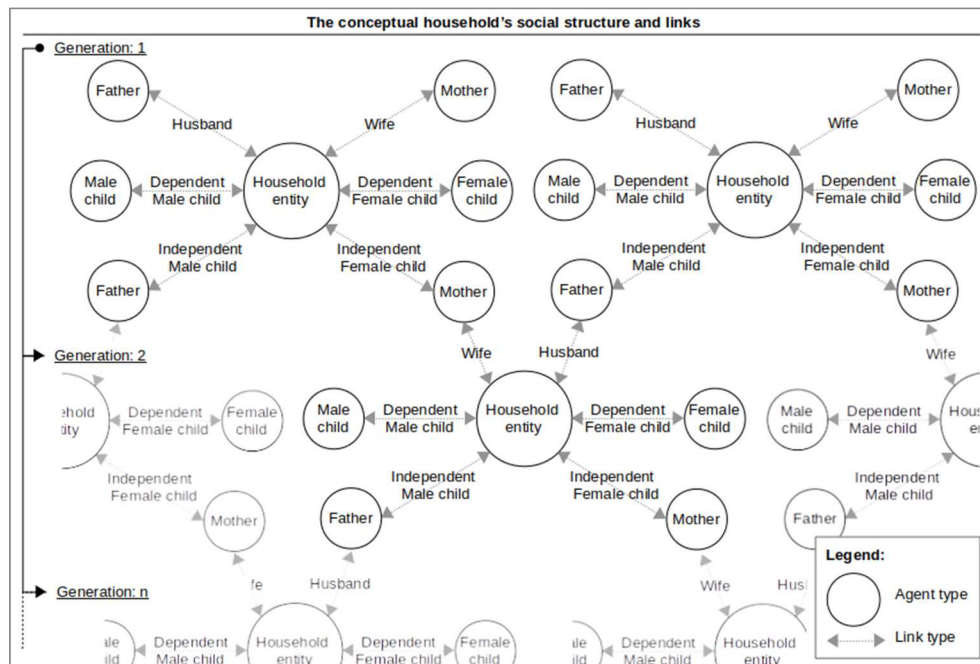 The conceptual household's social structure and links
Generation: 1
Father
Mother
Father
Mother
Husband
Wife
Husband
Wife
Male
child
Dependent
Male child
Household
entity
Dependent
Female child
Female
child
Male
child
Dependent
Male child
Household
entity
Dependent
Female child
Female
child
Independent
Male child
Independent
Female child
Independent
Male child
Independent
Female child
Father
Mother
Father
Mother
Generation: 2
Wife
Husband
Wife
Dependent
Female child
Female
child
Male
child
Dependent
Male child
Household
entity
Dependent
Female child
Female
child
Male
child
Dependent
Male child
Independent
Female child
Independent
Male child
Independent
Female child
Independent
Male child
Mother
Father
Mother
Father
Generation: n
Husband
Wife
Dependent
Male child
Household
entity
Dependent
Female child
Female
child
Dependent
Male child
Household
entity
Legend:
Agent type
Link type